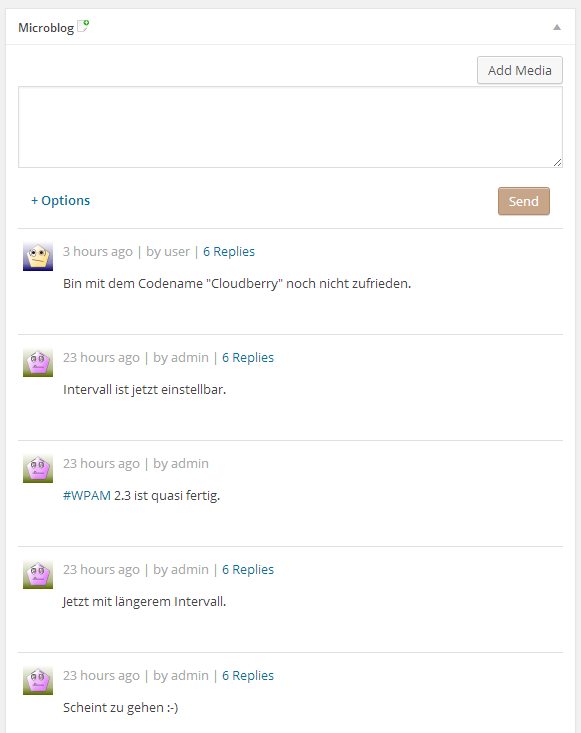 Microblog
Add Media
+ Options
Send
3 hours ago | by user | 6 Replies
Bin mit dem Codename "Cloudberry" noch nicht zufrieden.
23 hours ago | by admin | 6 Replies
Intervall ist jetzt einstellbar.
23 hours ago | by admin
#WPAM 2.3 ist quasi fertig.
23 hours ago | by admin | 6 Replies
Jetzt mit längerem Intervall.
23 hours ago | by admin | 6 Replies
Scheint zu gehen :-)